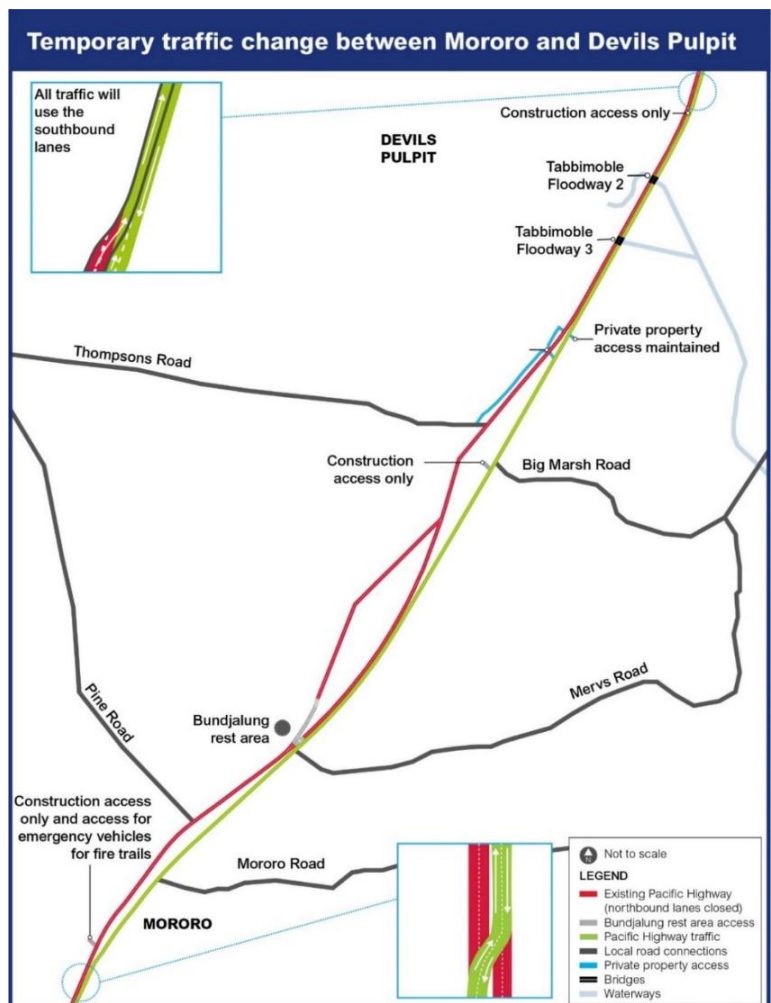 Temporary traffic change between Mororo and Devils Pulpit
All traffic will
use the
southbound
lanes
Construction access only
DEVILS
PULPIT
Tabbimoble
Floodway 2
Tabbimoble
Floodway 3
Private property
access maintained
Thompsons Road
Construction
access only
Big Marsh Road
Mervs Road
Pine Road
Bundjalung
rest area
Construction access
only and access for
emergency vehicles
for fire trails
Mororo Road
MORORO
Not to scale
LEGEND
Existing Pacific Highway
(northbound lanes closed)
Bundjalung rest area access
Pacific Highway traffic
Local road connections
Private property access
Bridges
Waterways